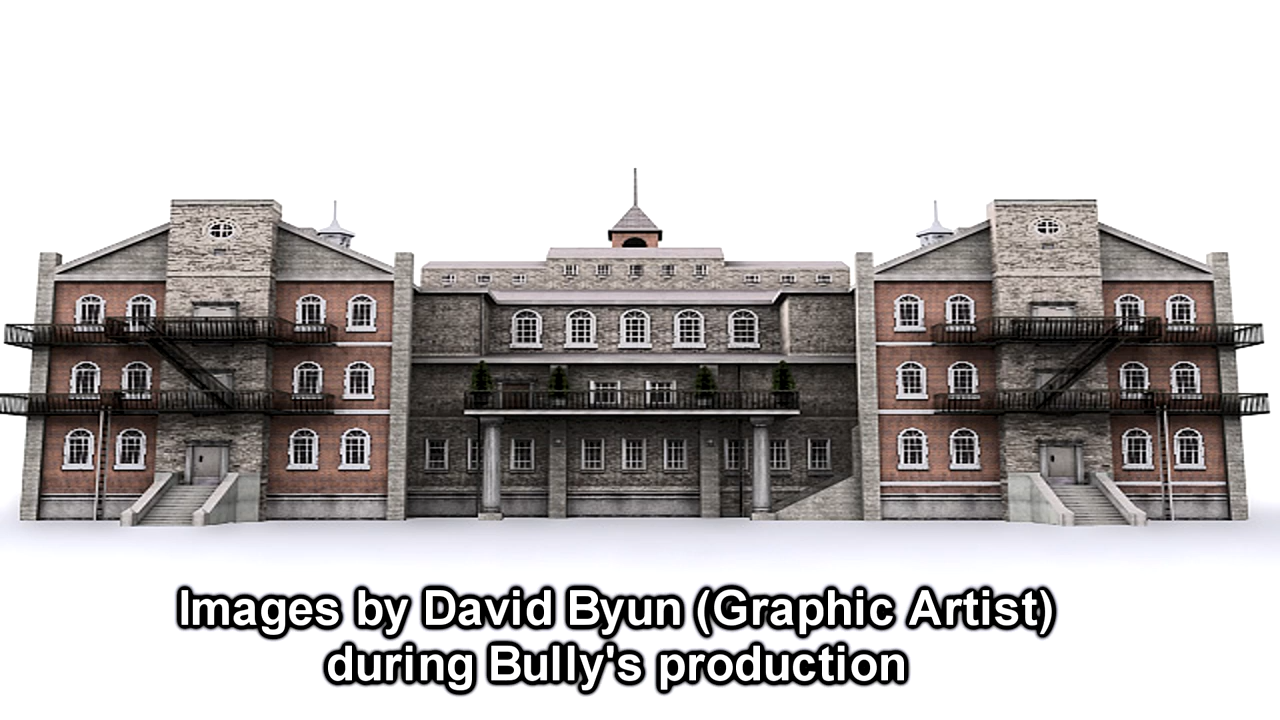 Images by David Byun (Graphic Artist)
during Bully's production